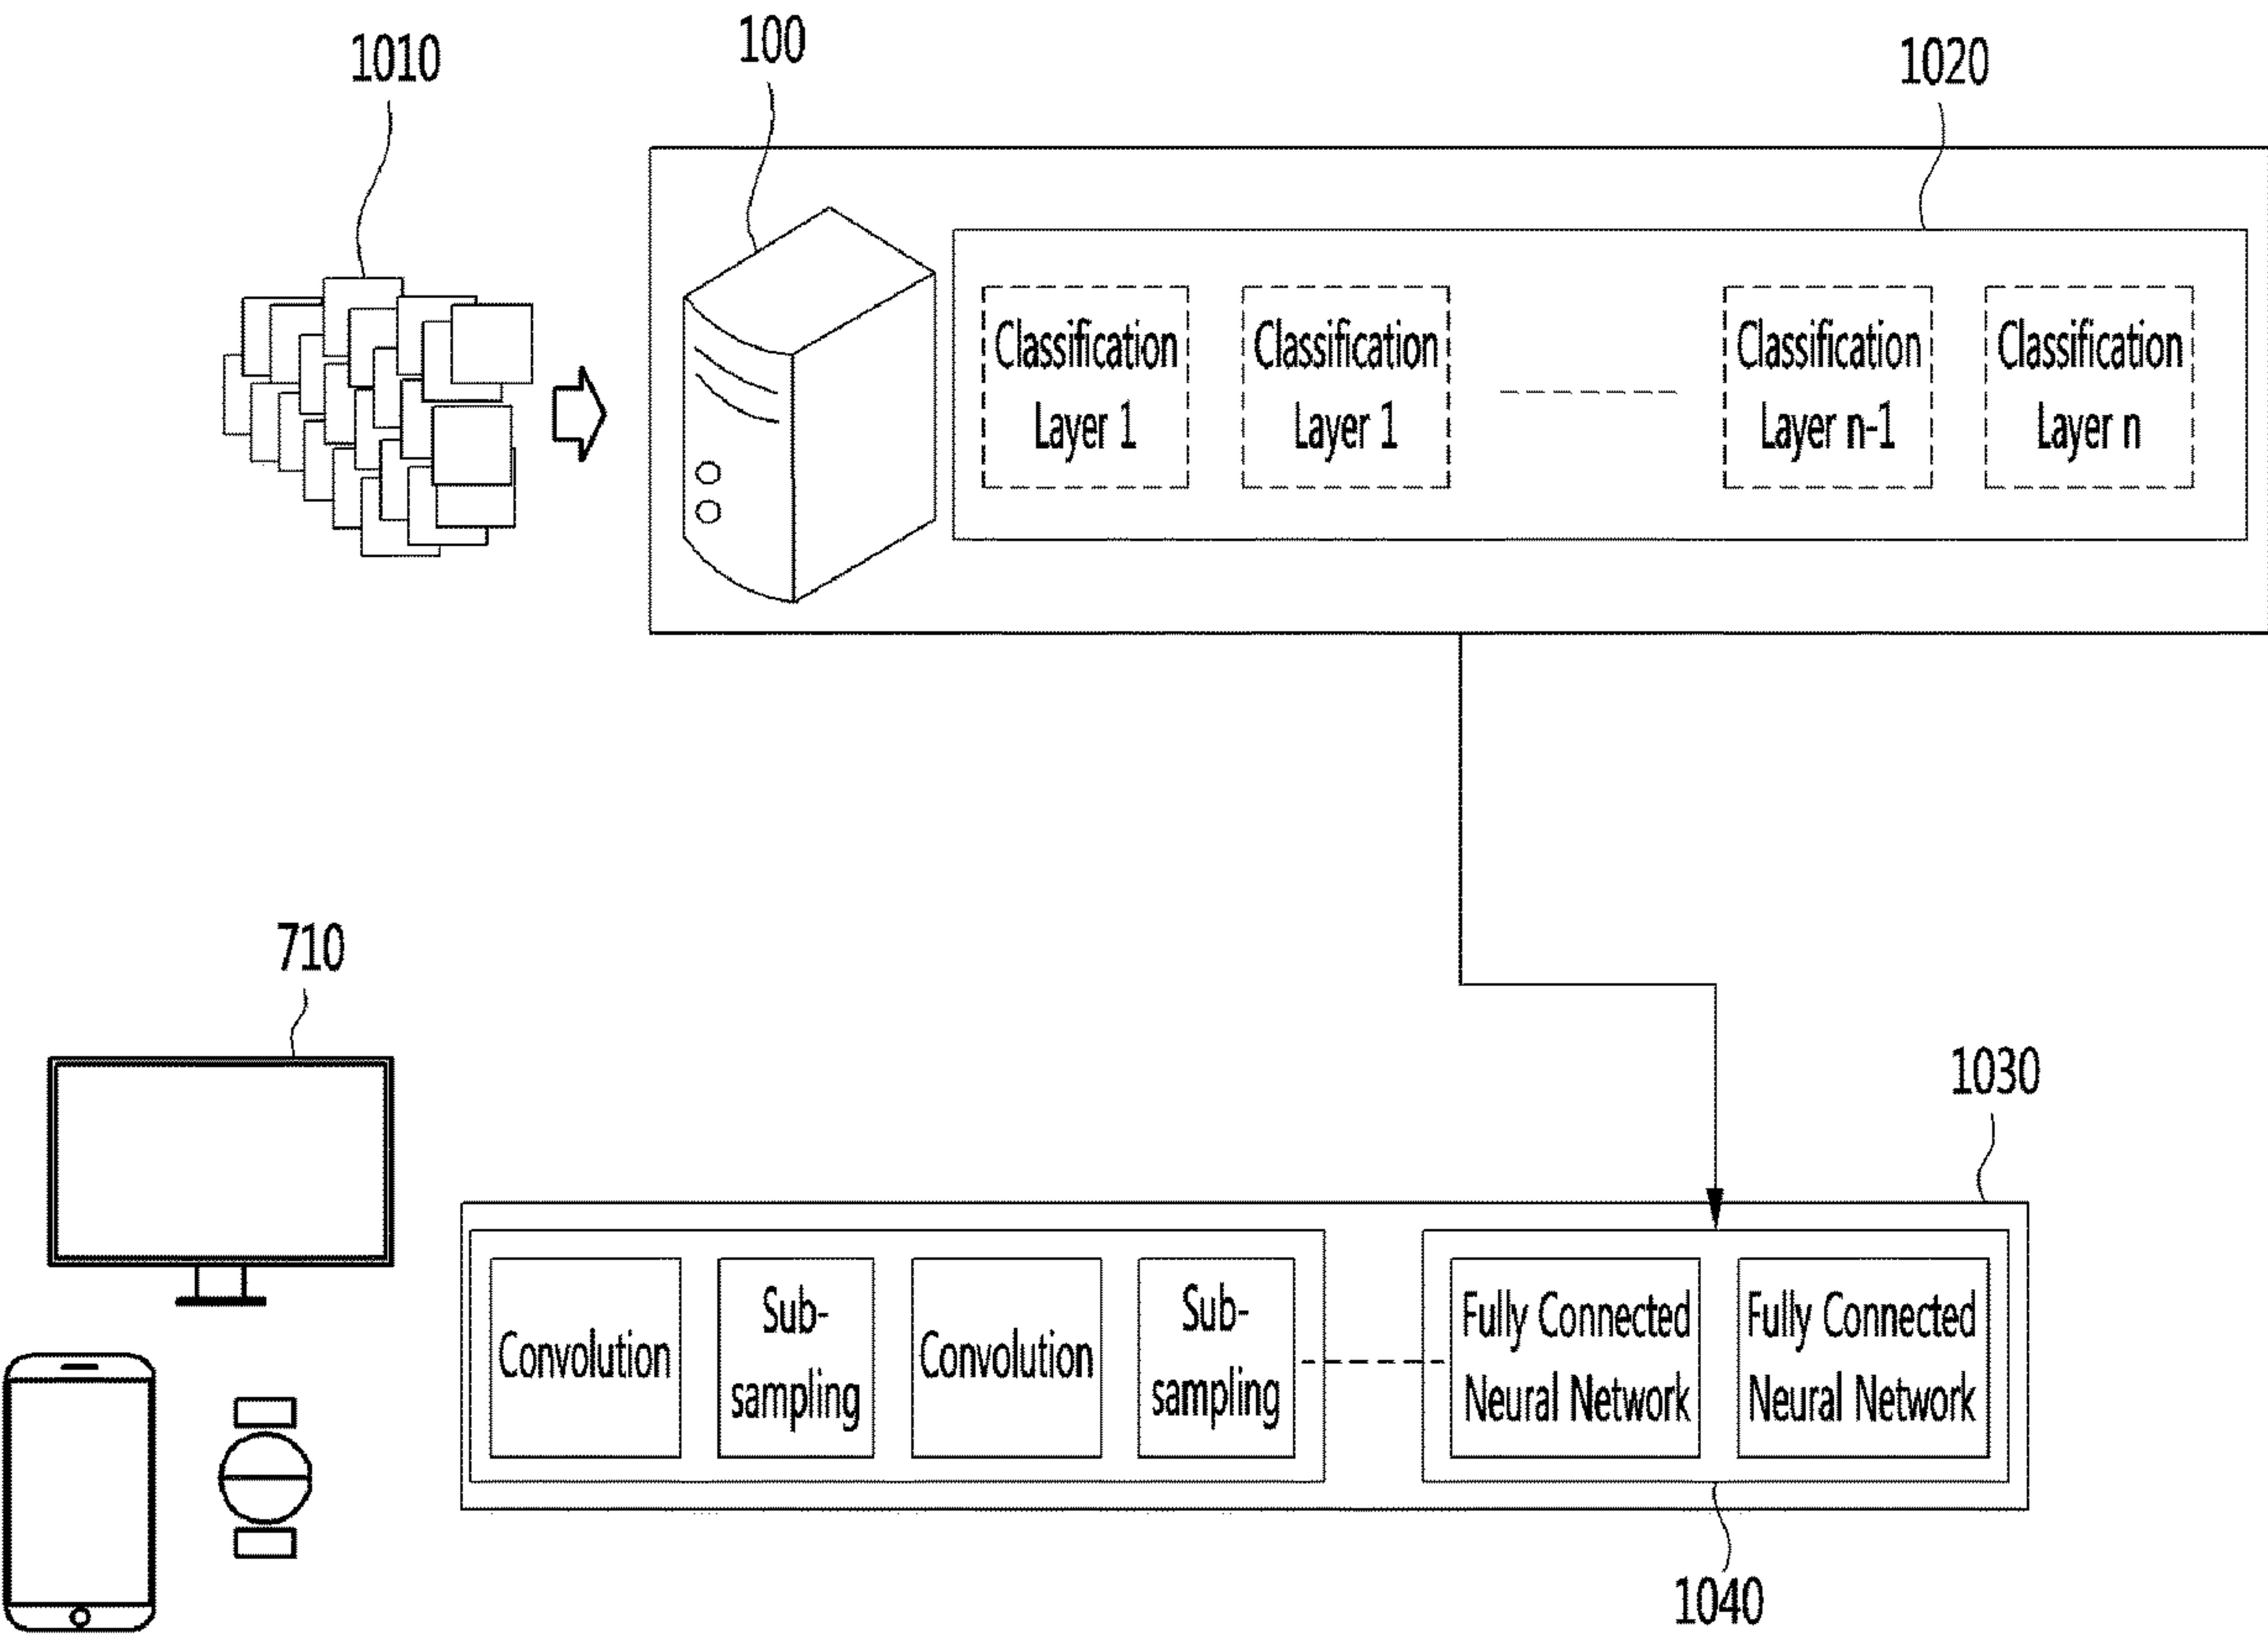 100
1010
1020
Classification
Layer 1
Classification
Layer 1
Classification
Layer n-1
Classification
Layer n
710
1030
Convolution
Sub-
sampling
Convolution
Sub-
sampling
Fully Connected
Neural Network
Fully Connected
Neural Network
1040